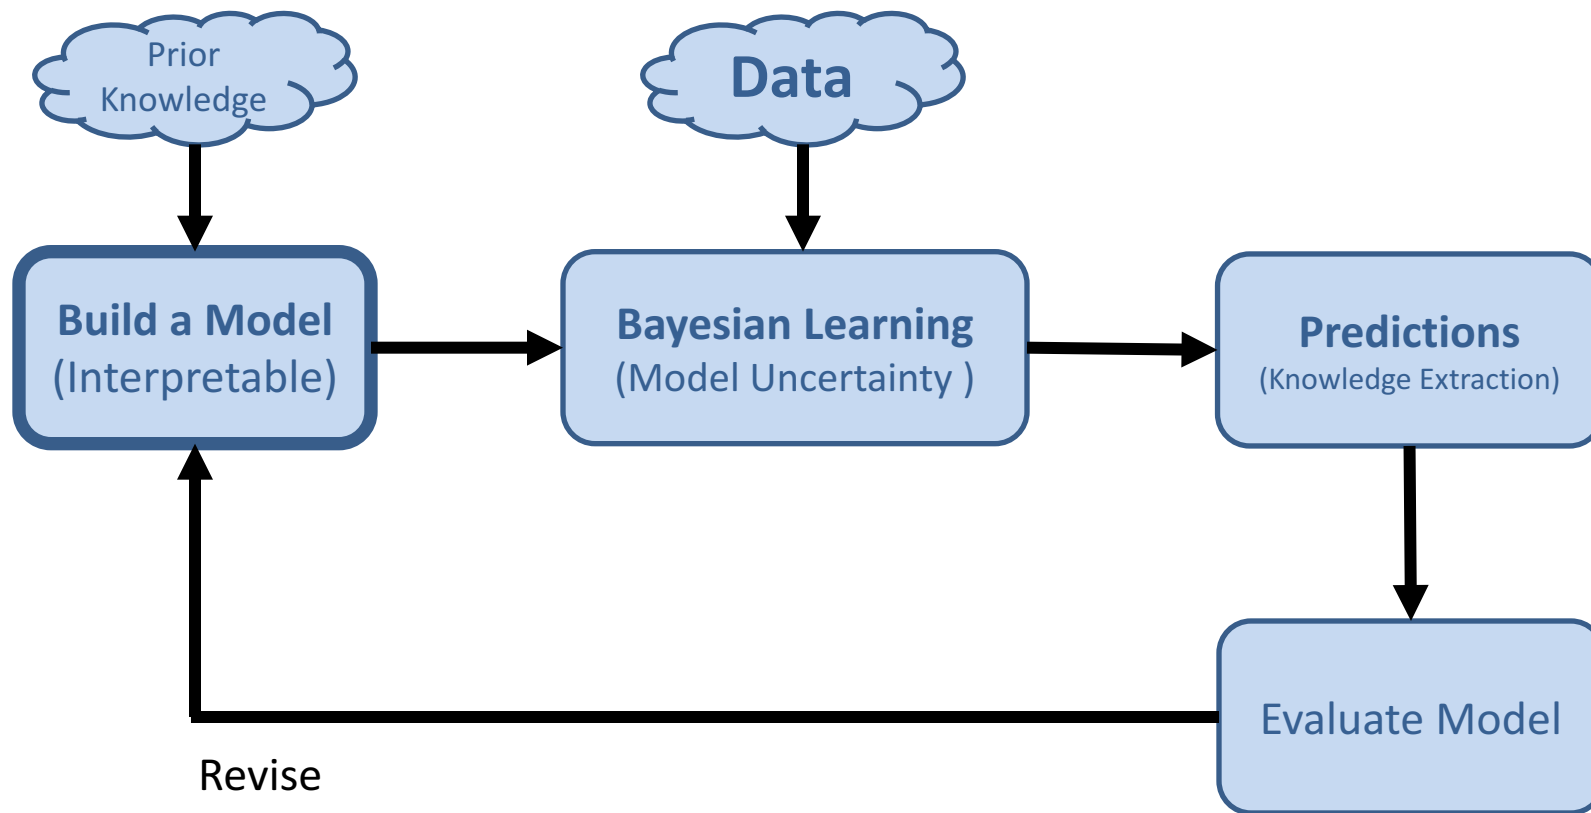 Prior
Knowledge
Data
Build a Model
(Interpretable)
Bayesian Learning
(Model Uncertainty )
Predictions
(Knowledge Extraction)
Evaluate Model
Revise